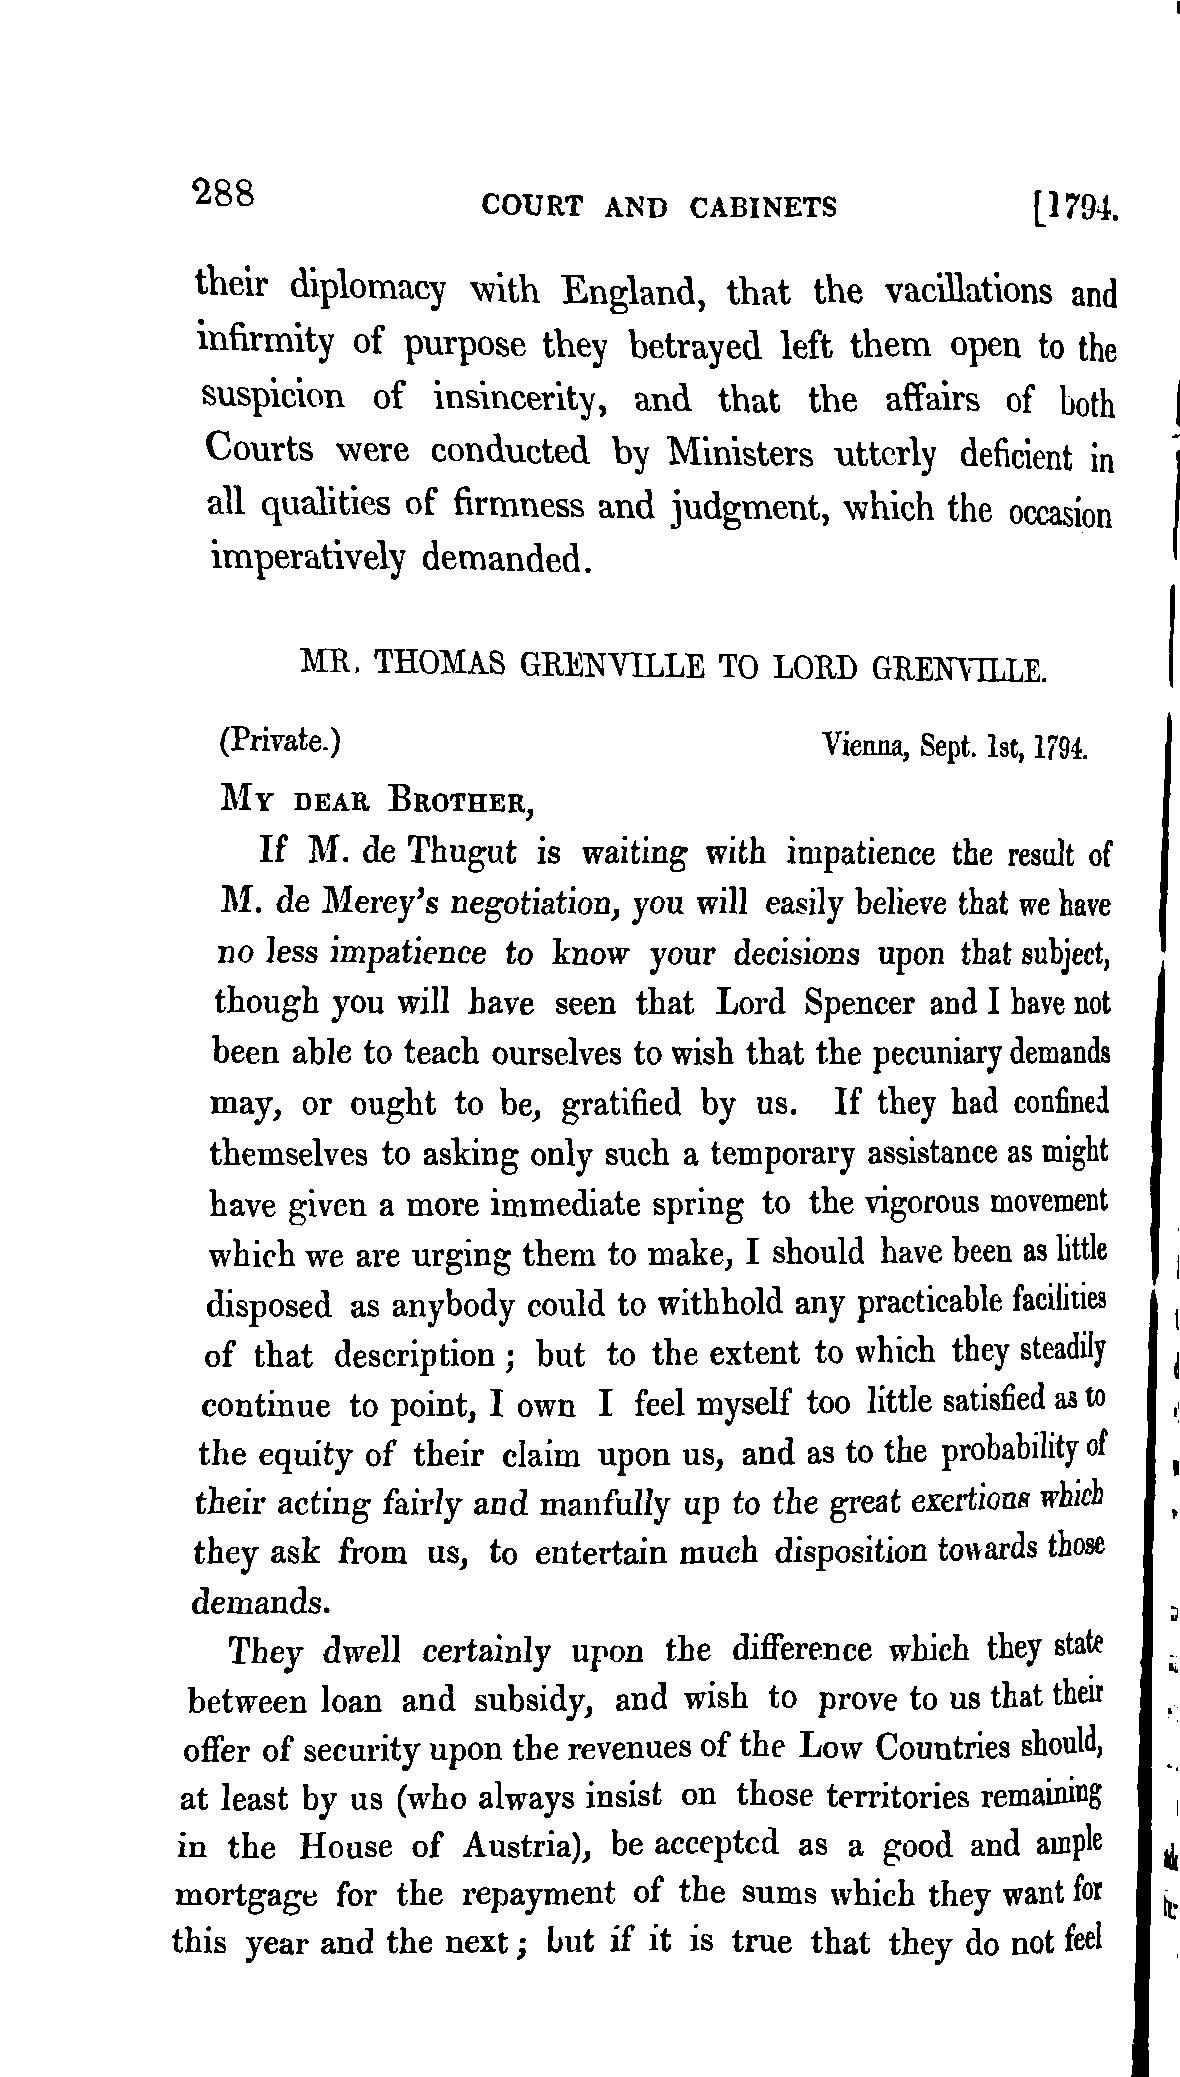 288 COURT AND CABINETS [1794.
their diplomacy with England, that the vacillations and
infirmity of purpose they betrayed left them open to the
suspicion of insincerity, and that the affairs of both
Courts were conducted by Ministers utterly deficient in
all qualities of firmness and judgment, which the occasion
imperatively demanded.
MR. THOMAS GRENVILLE TO LORD GRENVILLE.
(Private.) Vienna, Sept. 1st, 1794.
MY DEAR BROTHER,
If M. de Thugut is waiting with impatience the result of
M. de Merey's negotiation, you will easily believe that we have
no less impatience to know your decisions upon that subject,
though you will have seen that Lord Spencer and I have not
been able to teach ourselves to wish that the pecuniary demands
may, or ought to be, gratified by us. If they had confined
themselves to asking only such a temporary assistance as might
have given a more immediate spring to the vigorous movement
which we are urging them to make, I should have been as little
disposed as anybody could to withhold any practicable facilities
of that description; but to the extent to which they steadily
continue to point, I own I feel myself too little satisfied as to
the equity of their claim upon us, and as to the probability of
their acting fairly and manfully up to the great exertions which
they ask from us, to entertain much disposition towards those
demands.
They dwell certainly upon the difference which they state
between loan and subsidy, and wish to prove to us that their
offer of security upon the revenues of the Low Countries should,
at least by us (who always insist on those territories remaining
in the House of Austria), be accepted as a good and ample
mortgage for the repayment of the sums which they want for
this year and the next; but if it is true that they do not feel